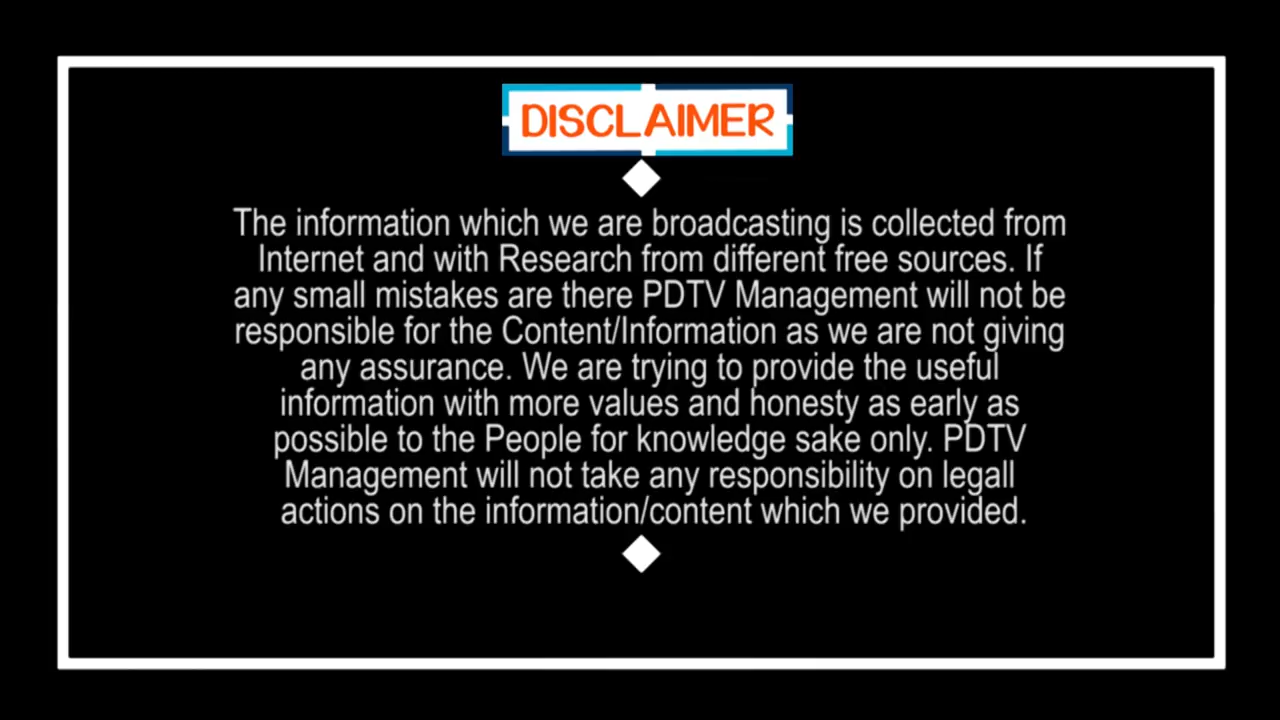 DISCLAIMER
The information which we are broadcasting is collected from
Internet and with Research from different free sources. If
any small mistakes are there PDTV Management will not be
responsible for the Content/Information as we are not giving
any assurance. We are trying to provide the useful
information with more values and honesty as early as
possible to the People for knowledge sake only. PDTV
Management will not take any responsibility on legall
actions on the information/content which we provided.